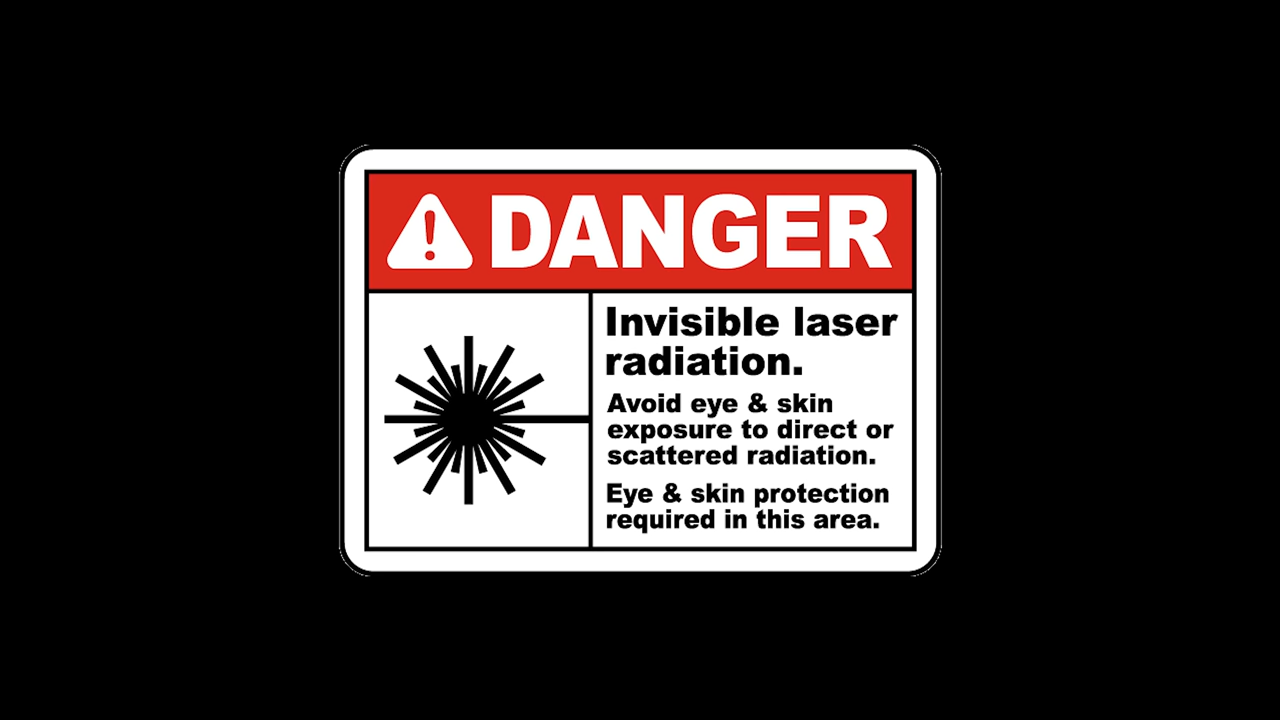 DANGER
Invisible laser
radiation.
Avoid eye & skin
exposure to direct or
scattered radiation.
Eye & skin protection
required in this area.